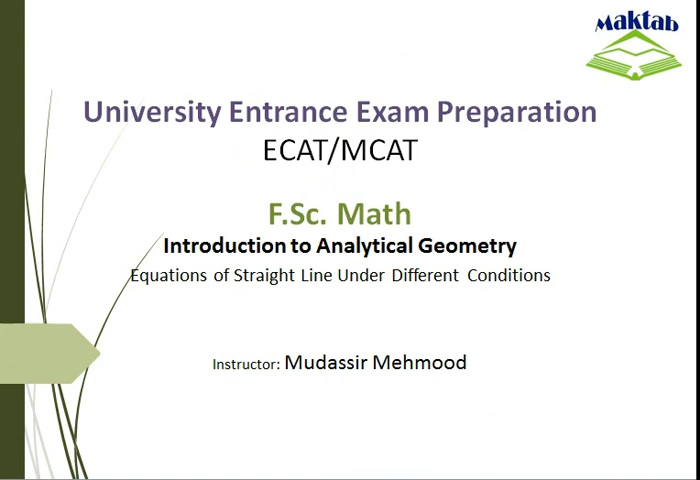 Maktab
University Entrance Exam Preparation
ECAT/MCAT
F.Sc. Math
Introduction to Analytical Geometry
Equations of Straight Line Under Different Conditions
Instructor: Mudassir Mehmood